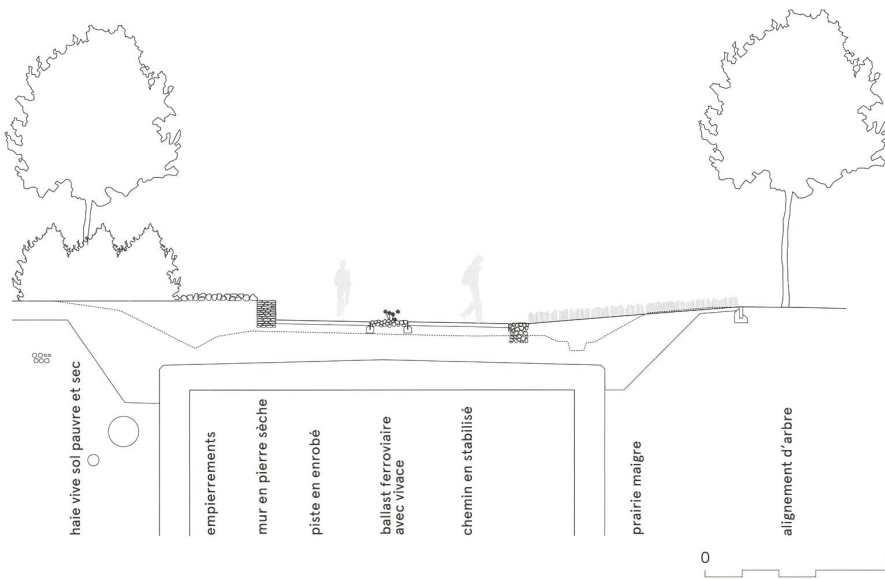 haie vive sol pauvre et sec
empierrements
mur en pierre sèche
piste en enrobé
ballast ferroviaire
avec vivace
chemin en stabilisé
prairie maigre
alignement d'arbre
0